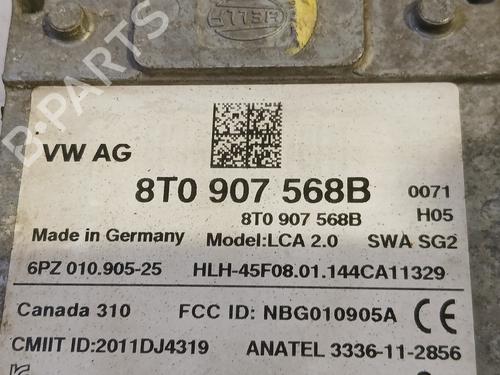 HELLA
VW AG
8T0 907 568B 0071
8T0 907 568B H05
Made in Germany Model:LCA 2.0 SWA SG2
6PZ 010.905-25 HLH-45F08.01.144CA11329
Canada 310 FCC ID: NBG010905A CE
CMIIT ID:2011DJ4319 ANATEL 3336-11-2856
B-PARTS